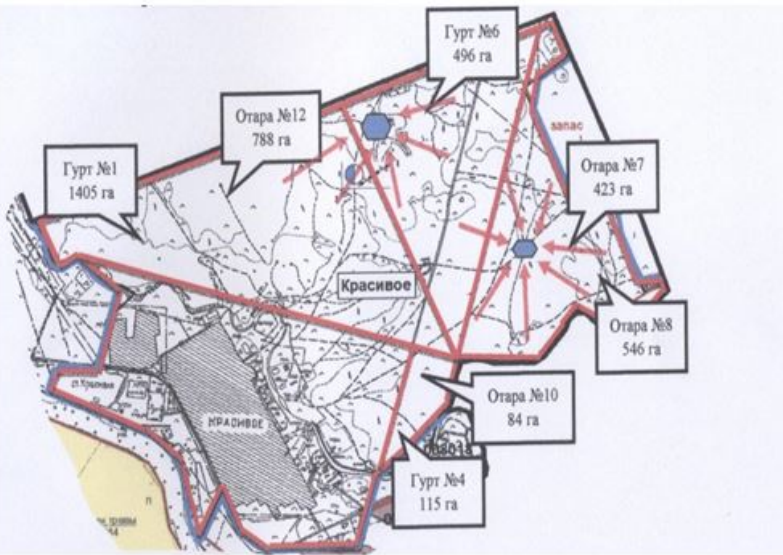 Гурт №6
496 га
Отара №12
788 га
запас
Гурт №1
1405 га
Отара №7
423 га
Красивое
Отара №8
546 га
Отара №10
84 га
КРАСИВОЕ
Гурт №4
115 га
П